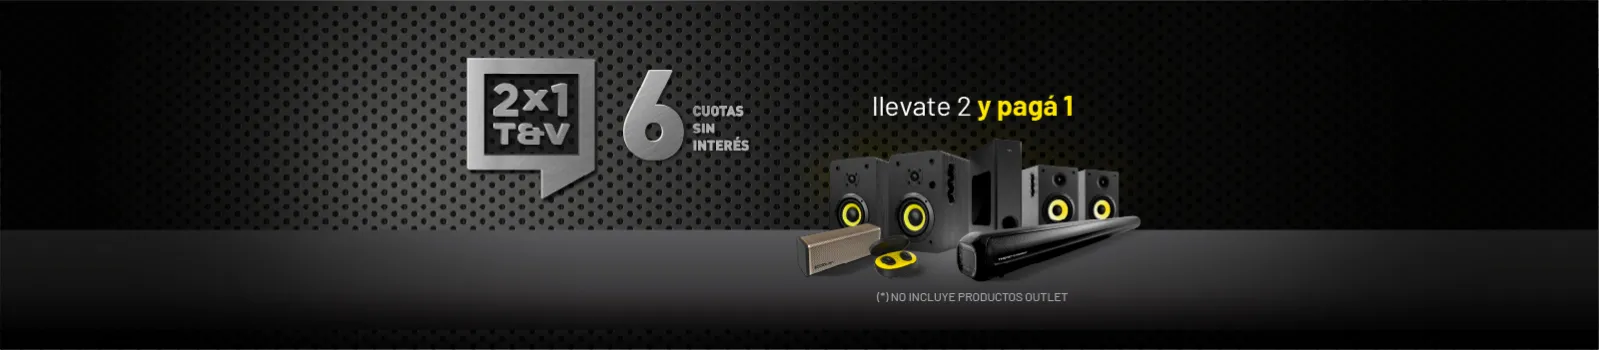 2x1
T&V
6
CUOTAS
SIN
INTERÉS
llevate 2 y pagá 1
(*) NO INCLUYE PRODUCTOS OUTLET